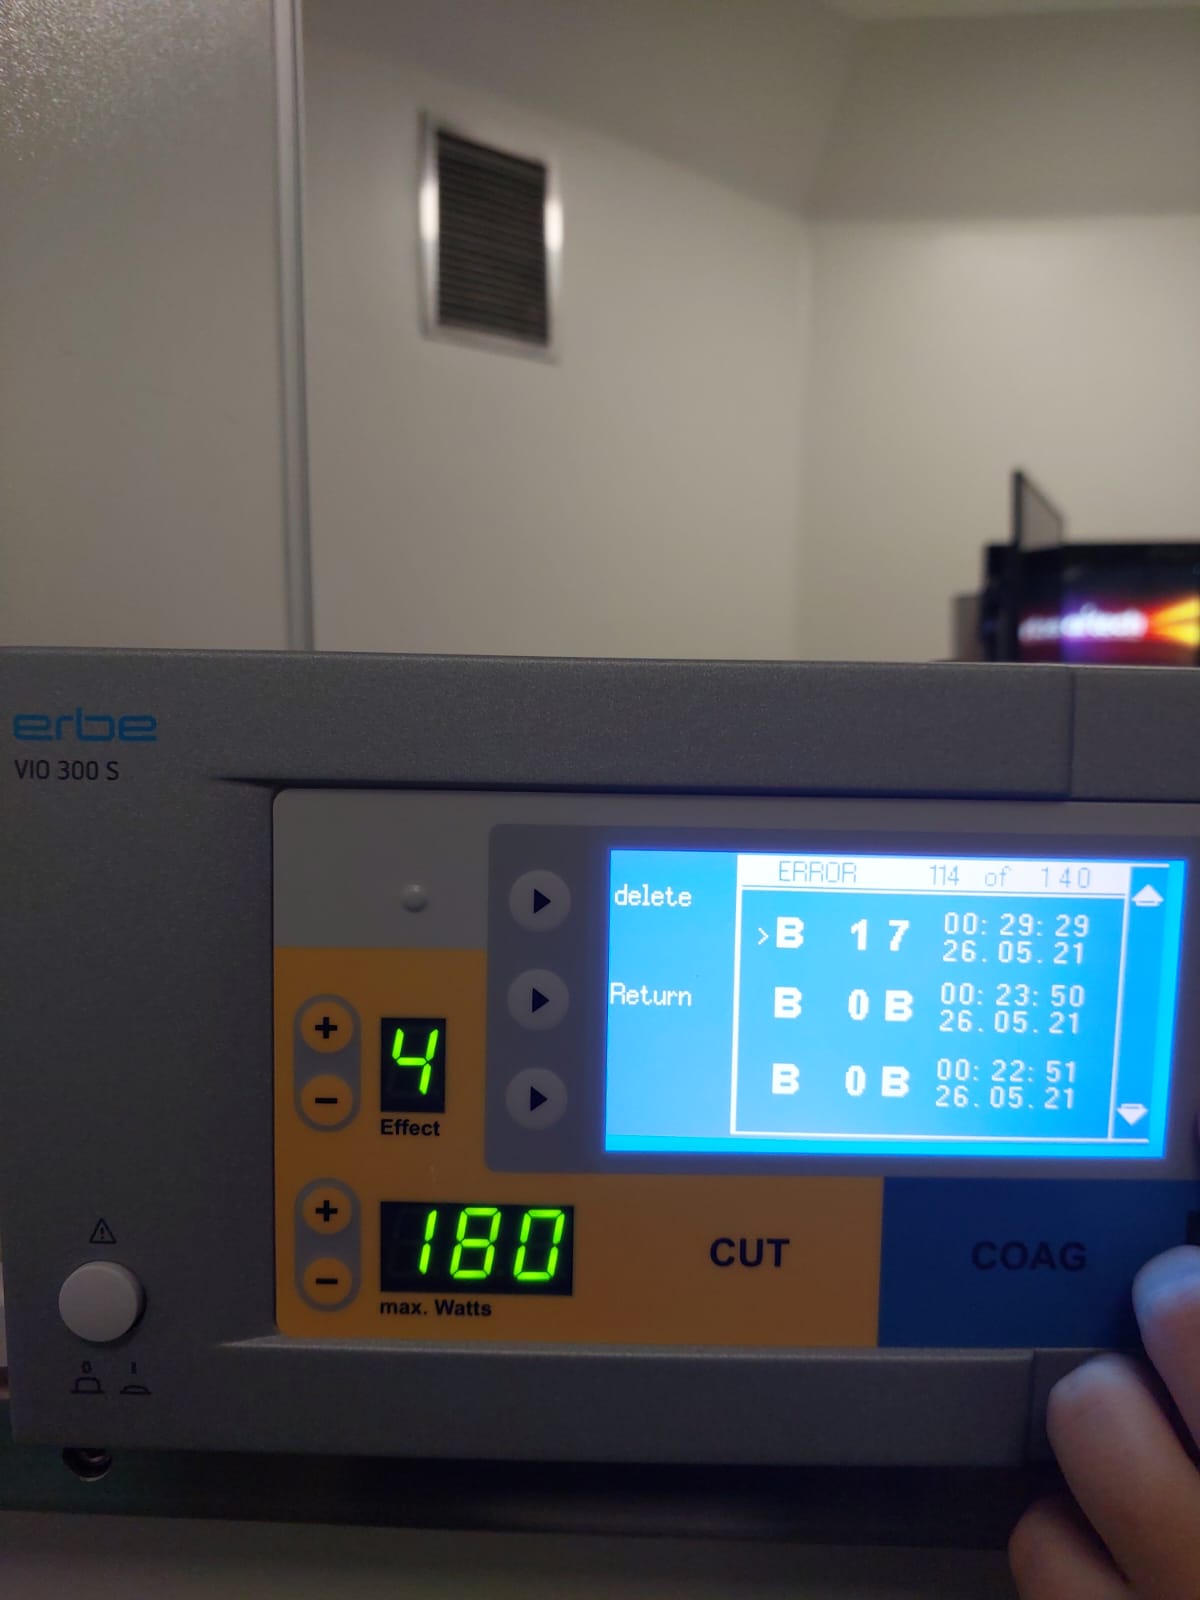 erbe
VIO 300 S
delete
Return
ERROR 114 of 140
>B 17 00:29:29
26.05.21
B 0B 00:23:50
26.05.21
B 0B 00:22:51
26.05.21
+
4
−
Effect
+
180
−
max. Watts
CUT
COAG
0 I